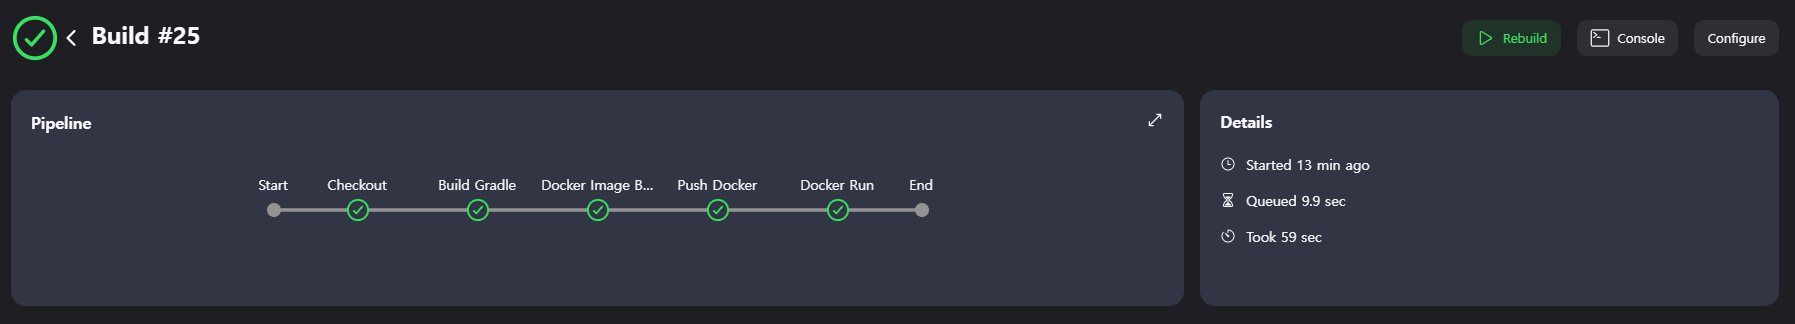 Build #25
Rebuild
Console
Configure
Pipeline
Start
Checkout
Build Gradle
Docker Image B...
Push Docker
Docker Run
End
Details
Started 13 min ago
Queued 9.9 sec
Took 59 sec